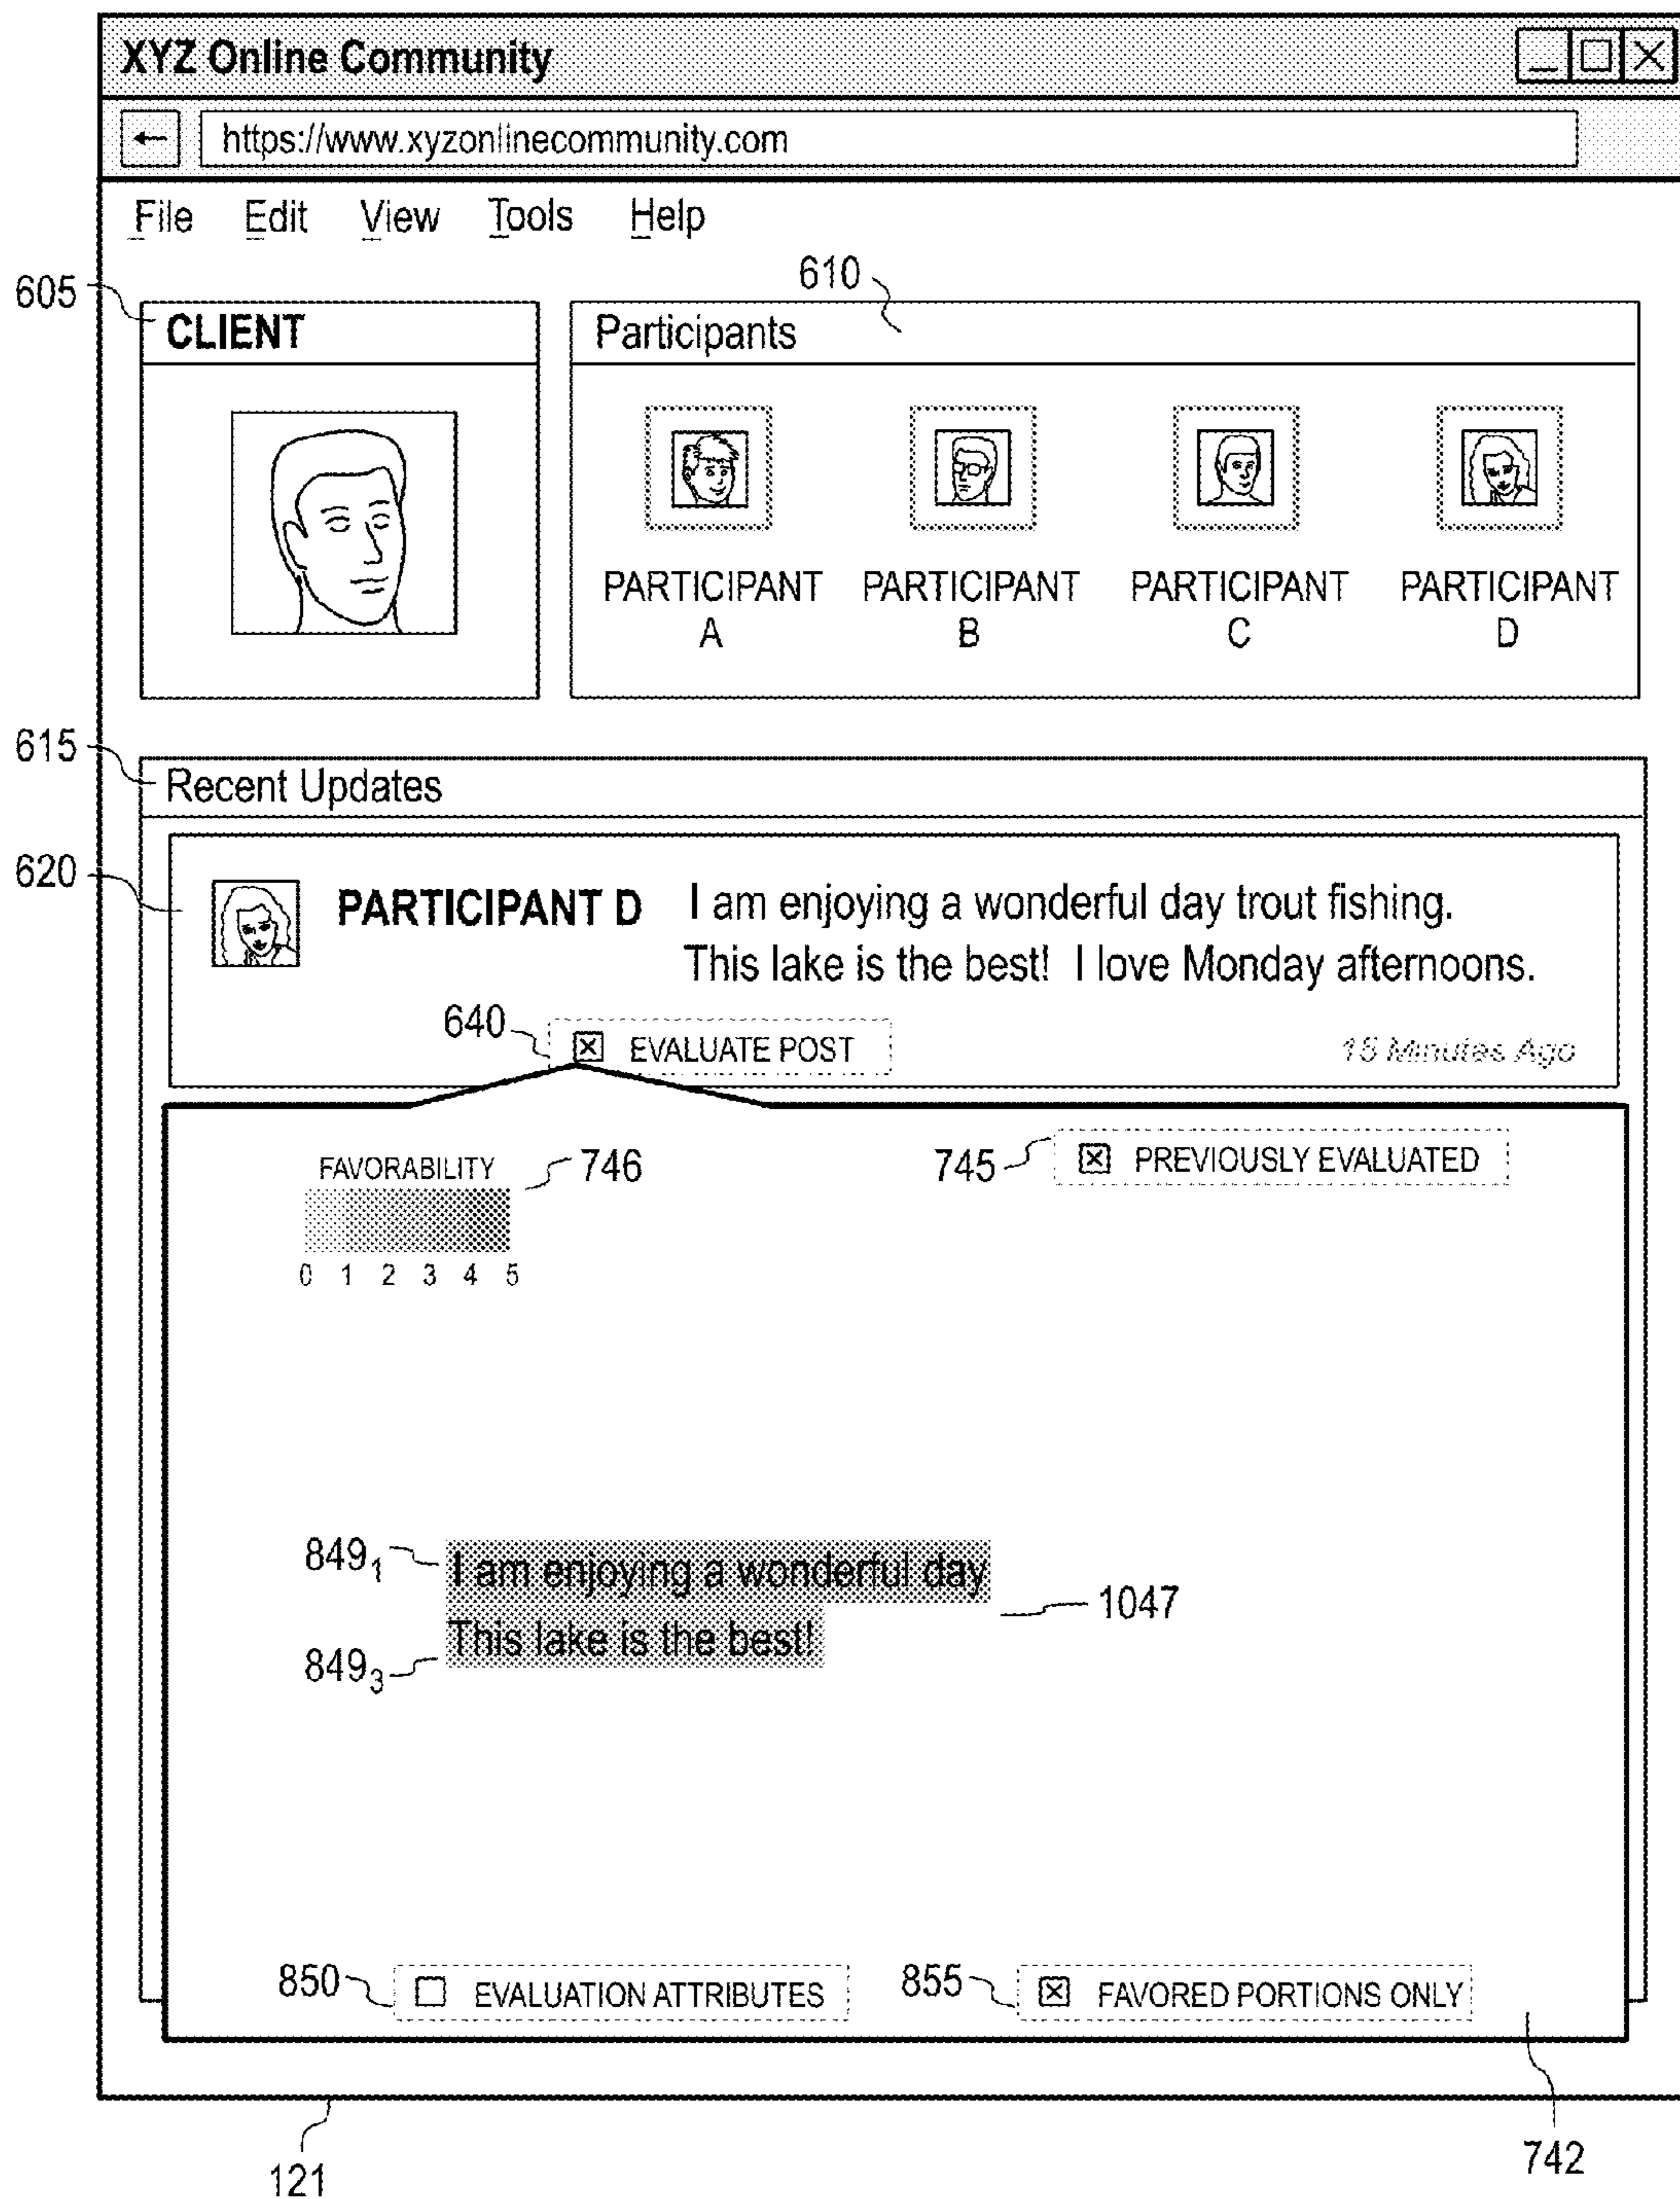 XYZ Online Community
https://www.xyzonlinecommunity.com
File Edit View Tools Help
605
610
CLIENT
Participants
PARTICIPANT A
PARTICIPANT B
PARTICIPANT C
PARTICIPANT D
615
Recent Updates
620
PARTICIPANT D
I am enjoying a wonderful day trout fishing.
This lake is the best! I love Monday afternoons.
640
EVALUATE POST
15 Minutes Ago
FAVORABILITY
746
745
PREVIOUSLY EVALUATED
0 1 2 3 4 5
849₁
I am enjoying a wonderful day
1047
This lake is the best!
849₃
850
EVALUATION ATTRIBUTES
855
FAVORED PORTIONS ONLY
121
742